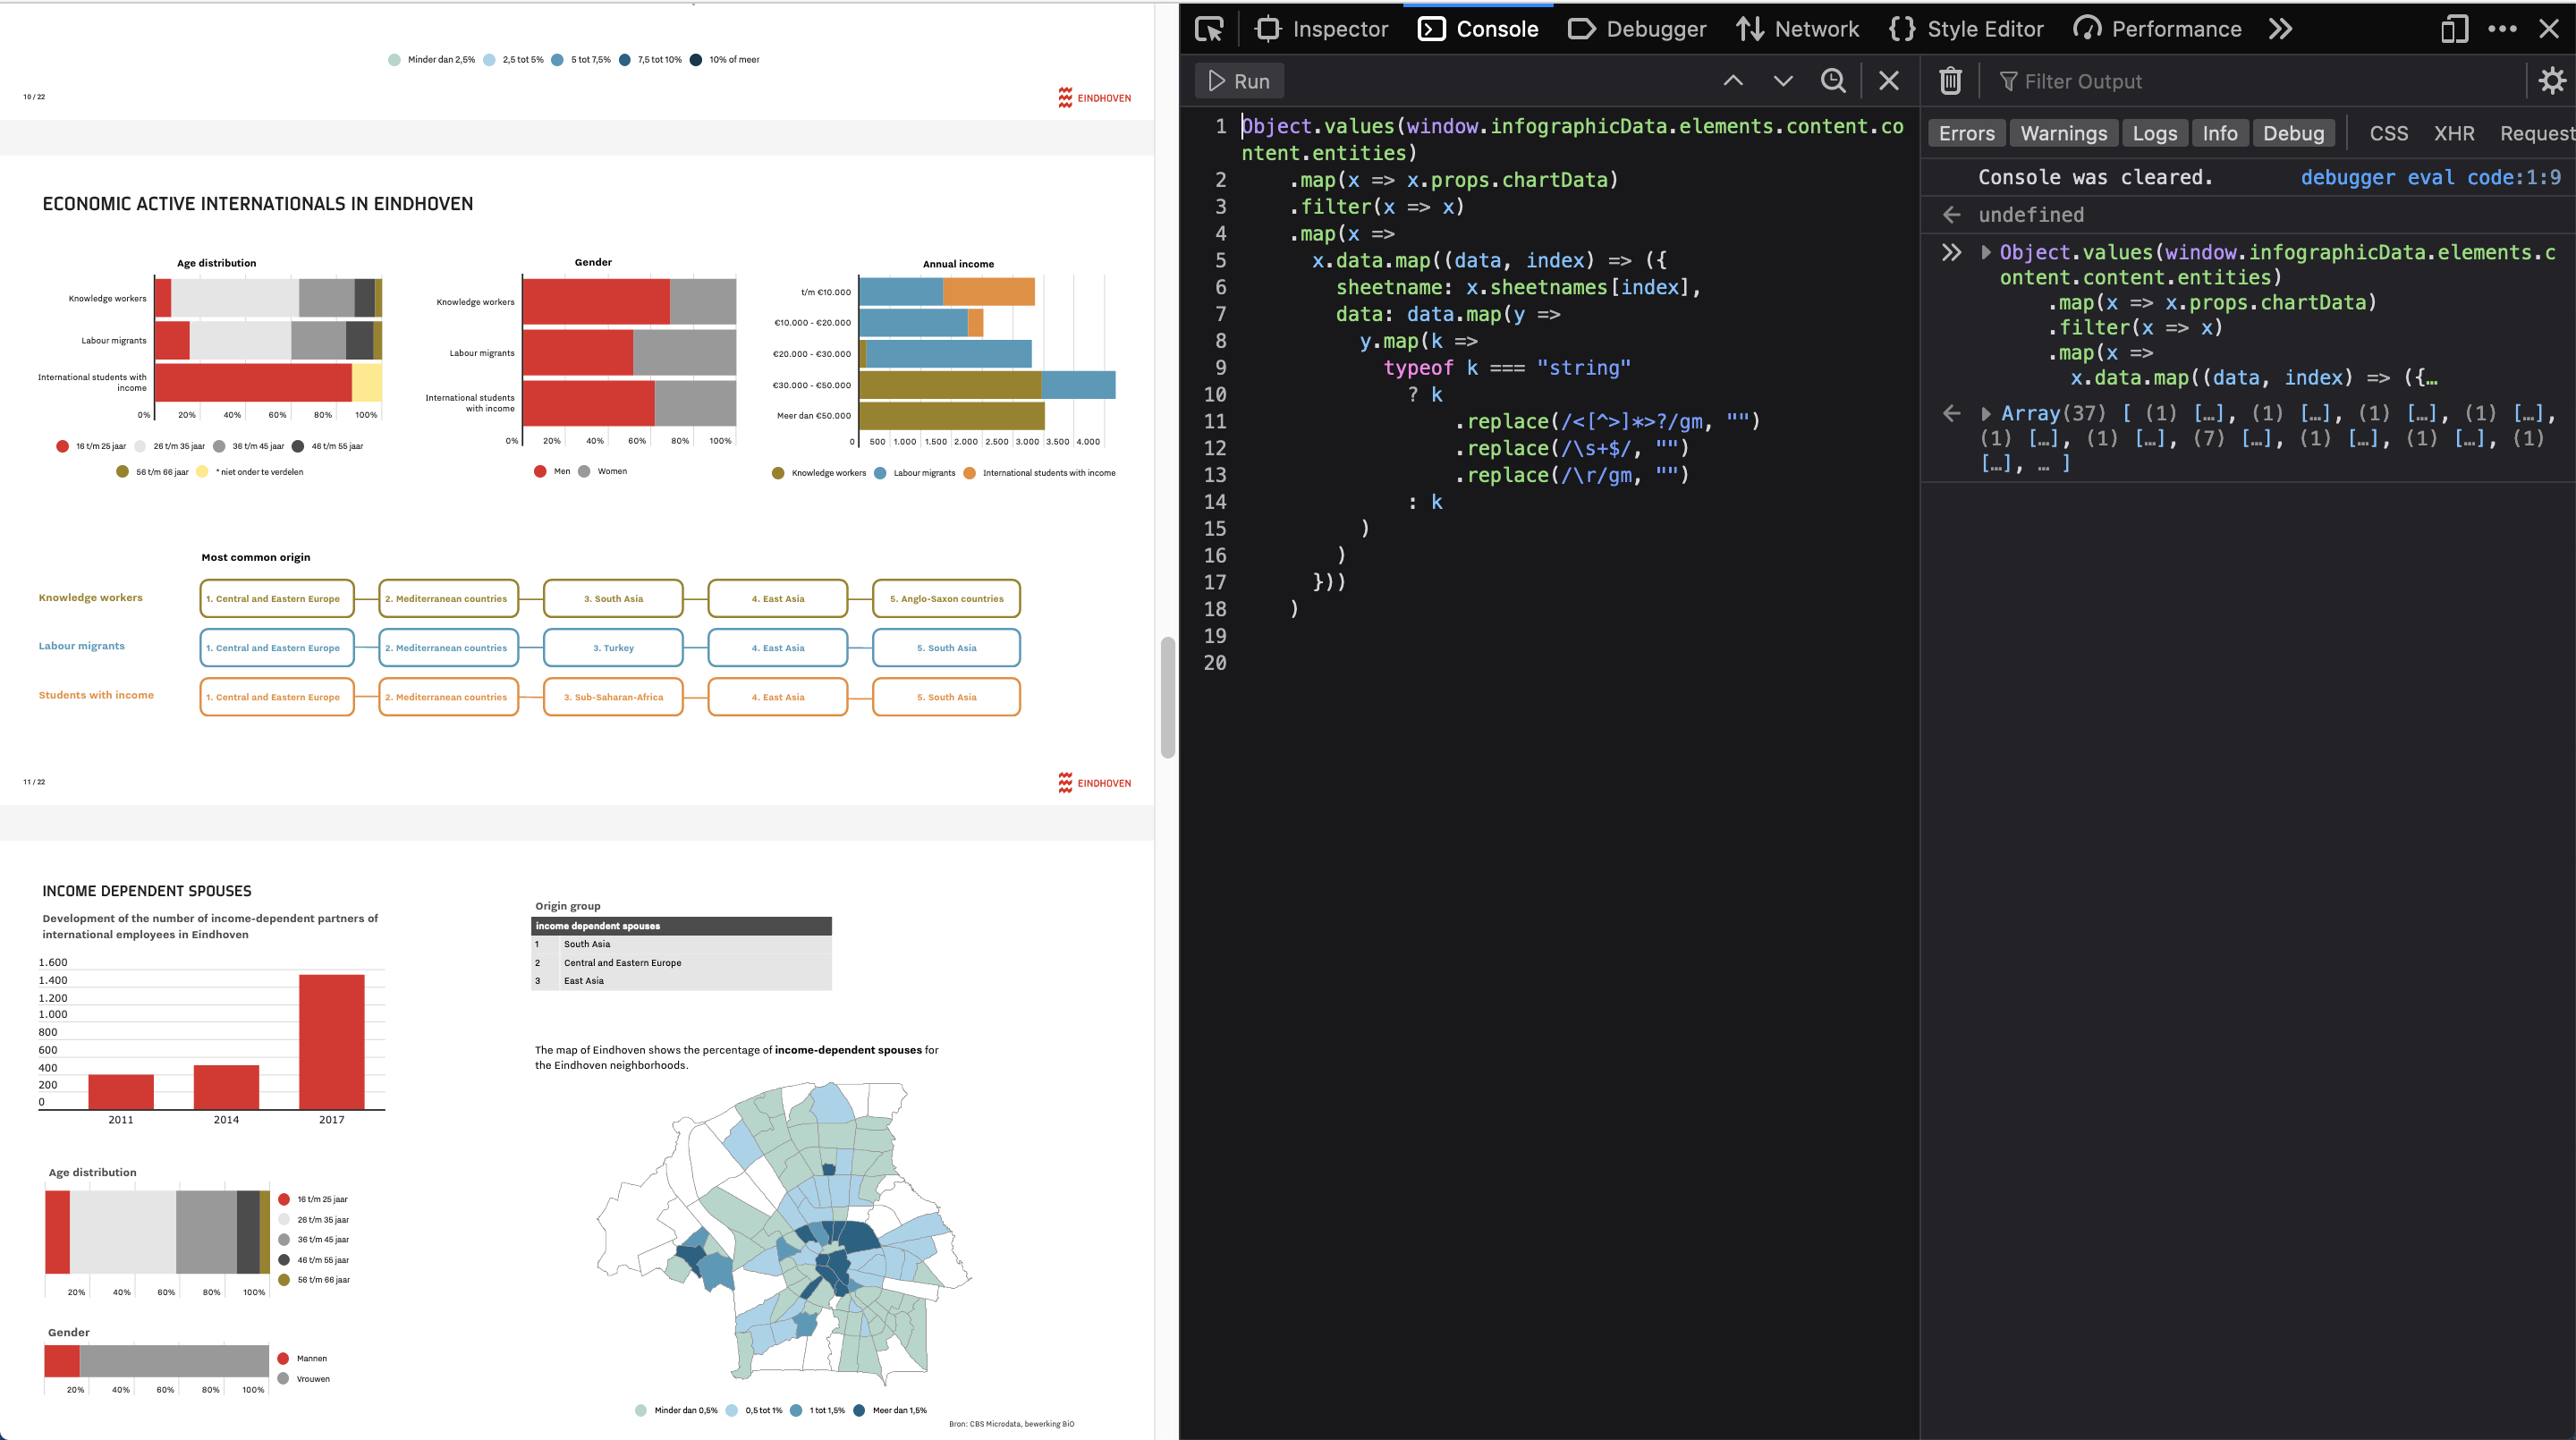 Minder dan 2,5% 2,5 tot 5% 5 tot 7,5% 7,5 tot 10% 10% of meer
10 / 22
EINDHOVEN
ECONOMIC ACTIVE INTERNATIONALS IN EINDHOVEN
Age distribution
Knowledge workers
Labour migrants
International students with
income
0% 20% 40% 60% 80% 100%
16 t/m 25 jaar 26 t/m 35 jaar 36 t/m 45 jaar 46 t/m 55 jaar
56 t/m 66 jaar * niet onder te verdelen
Gender
Knowledge workers
Labour migrants
International students
with income
0% 20% 40% 60% 80% 100%
Men Women
Annual income
t/m €10.000
€10.000 - €20.000
€20.000 - €30.000
€30.000 - €50.000
Meer dan €50.000
0 500 1.000 1.500 2.000 2.500 3.000 3.500 4.000
Knowledge workers Labour migrants International students with income
Most common origin
Knowledge workers 1. Central and Eastern Europe 2. Mediterranean countries 3. South Asia 4. East Asia 5. Anglo-Saxon countries
Labour migrants 1. Central and Eastern Europe 2. Mediterranean countries 3. Turkey 4. East Asia 5. South Asia
Students with income 1. Central and Eastern Europe 2. Mediterranean countries 3. Sub-Saharan-Africa 4. East Asia 5. South Asia
11 / 22
EINDHOVEN
INCOME DEPENDENT SPOUSES
Development of the number of income-dependent partners of
international employees in Eindhoven
1.600
1.400
1.200
1.000
800
600
400
200
0
2011 2014 2017
Age distribution
16 t/m 25 jaar
26 t/m 35 jaar
36 t/m 45 jaar
46 t/m 55 jaar
56 t/m 66 jaar
20% 40% 60% 80% 100%
Gender
Mannen
Vrouwen
20% 40% 60% 80% 100%
Origin group
income dependent spouses
1 South Asia
2 Central and Eastern Europe
3 East Asia
The map of Eindhoven shows the percentage of income-dependent spouses for
the Eindhoven neighborhoods.
Minder dan 0,5% 0,5 tot 1% 1 tot 1,5% Meer dan 1,5%
Bron: CBS Microdata, bewerking BiO
Inspector Console Debugger Network Style Editor Performance
Run
1 Object.values(window.infographicData.elements.content.co
ntent.entities)
2 .map(x => x.props.chartData)
3 .filter(x => x)
4 .map(x =>
5 x.data.map((data, index) => ({
6 sheetname: x.sheetnames[index],
7 data: data.map(y =>
8 y.map(k =>
9 typeof k === "string"
10 ? k
11 .replace(/<[^>]*>?/gm, "")
12 .replace(/\s+$/, "")
13 .replace(/\r/gm, "")
14 : k
15 )
16 )
17 }))
18 )
19
20
Filter Output
Errors Warnings Logs Info Debug CSS XHR Request
Console was cleared. debugger eval code:1:9
undefined
Object.values(window.infographicData.elements.c
ontent.content.entities)
.map(x => x.props.chartData)
.filter(x => x)
.map(x =>
x.data.map((data, index) => ({…
Array(37) [ (1) […], (1) […], (1) […], (1) […],
(1) […], (1) […], (7) […], (1) […], (1) […], (1)
[…], … ]